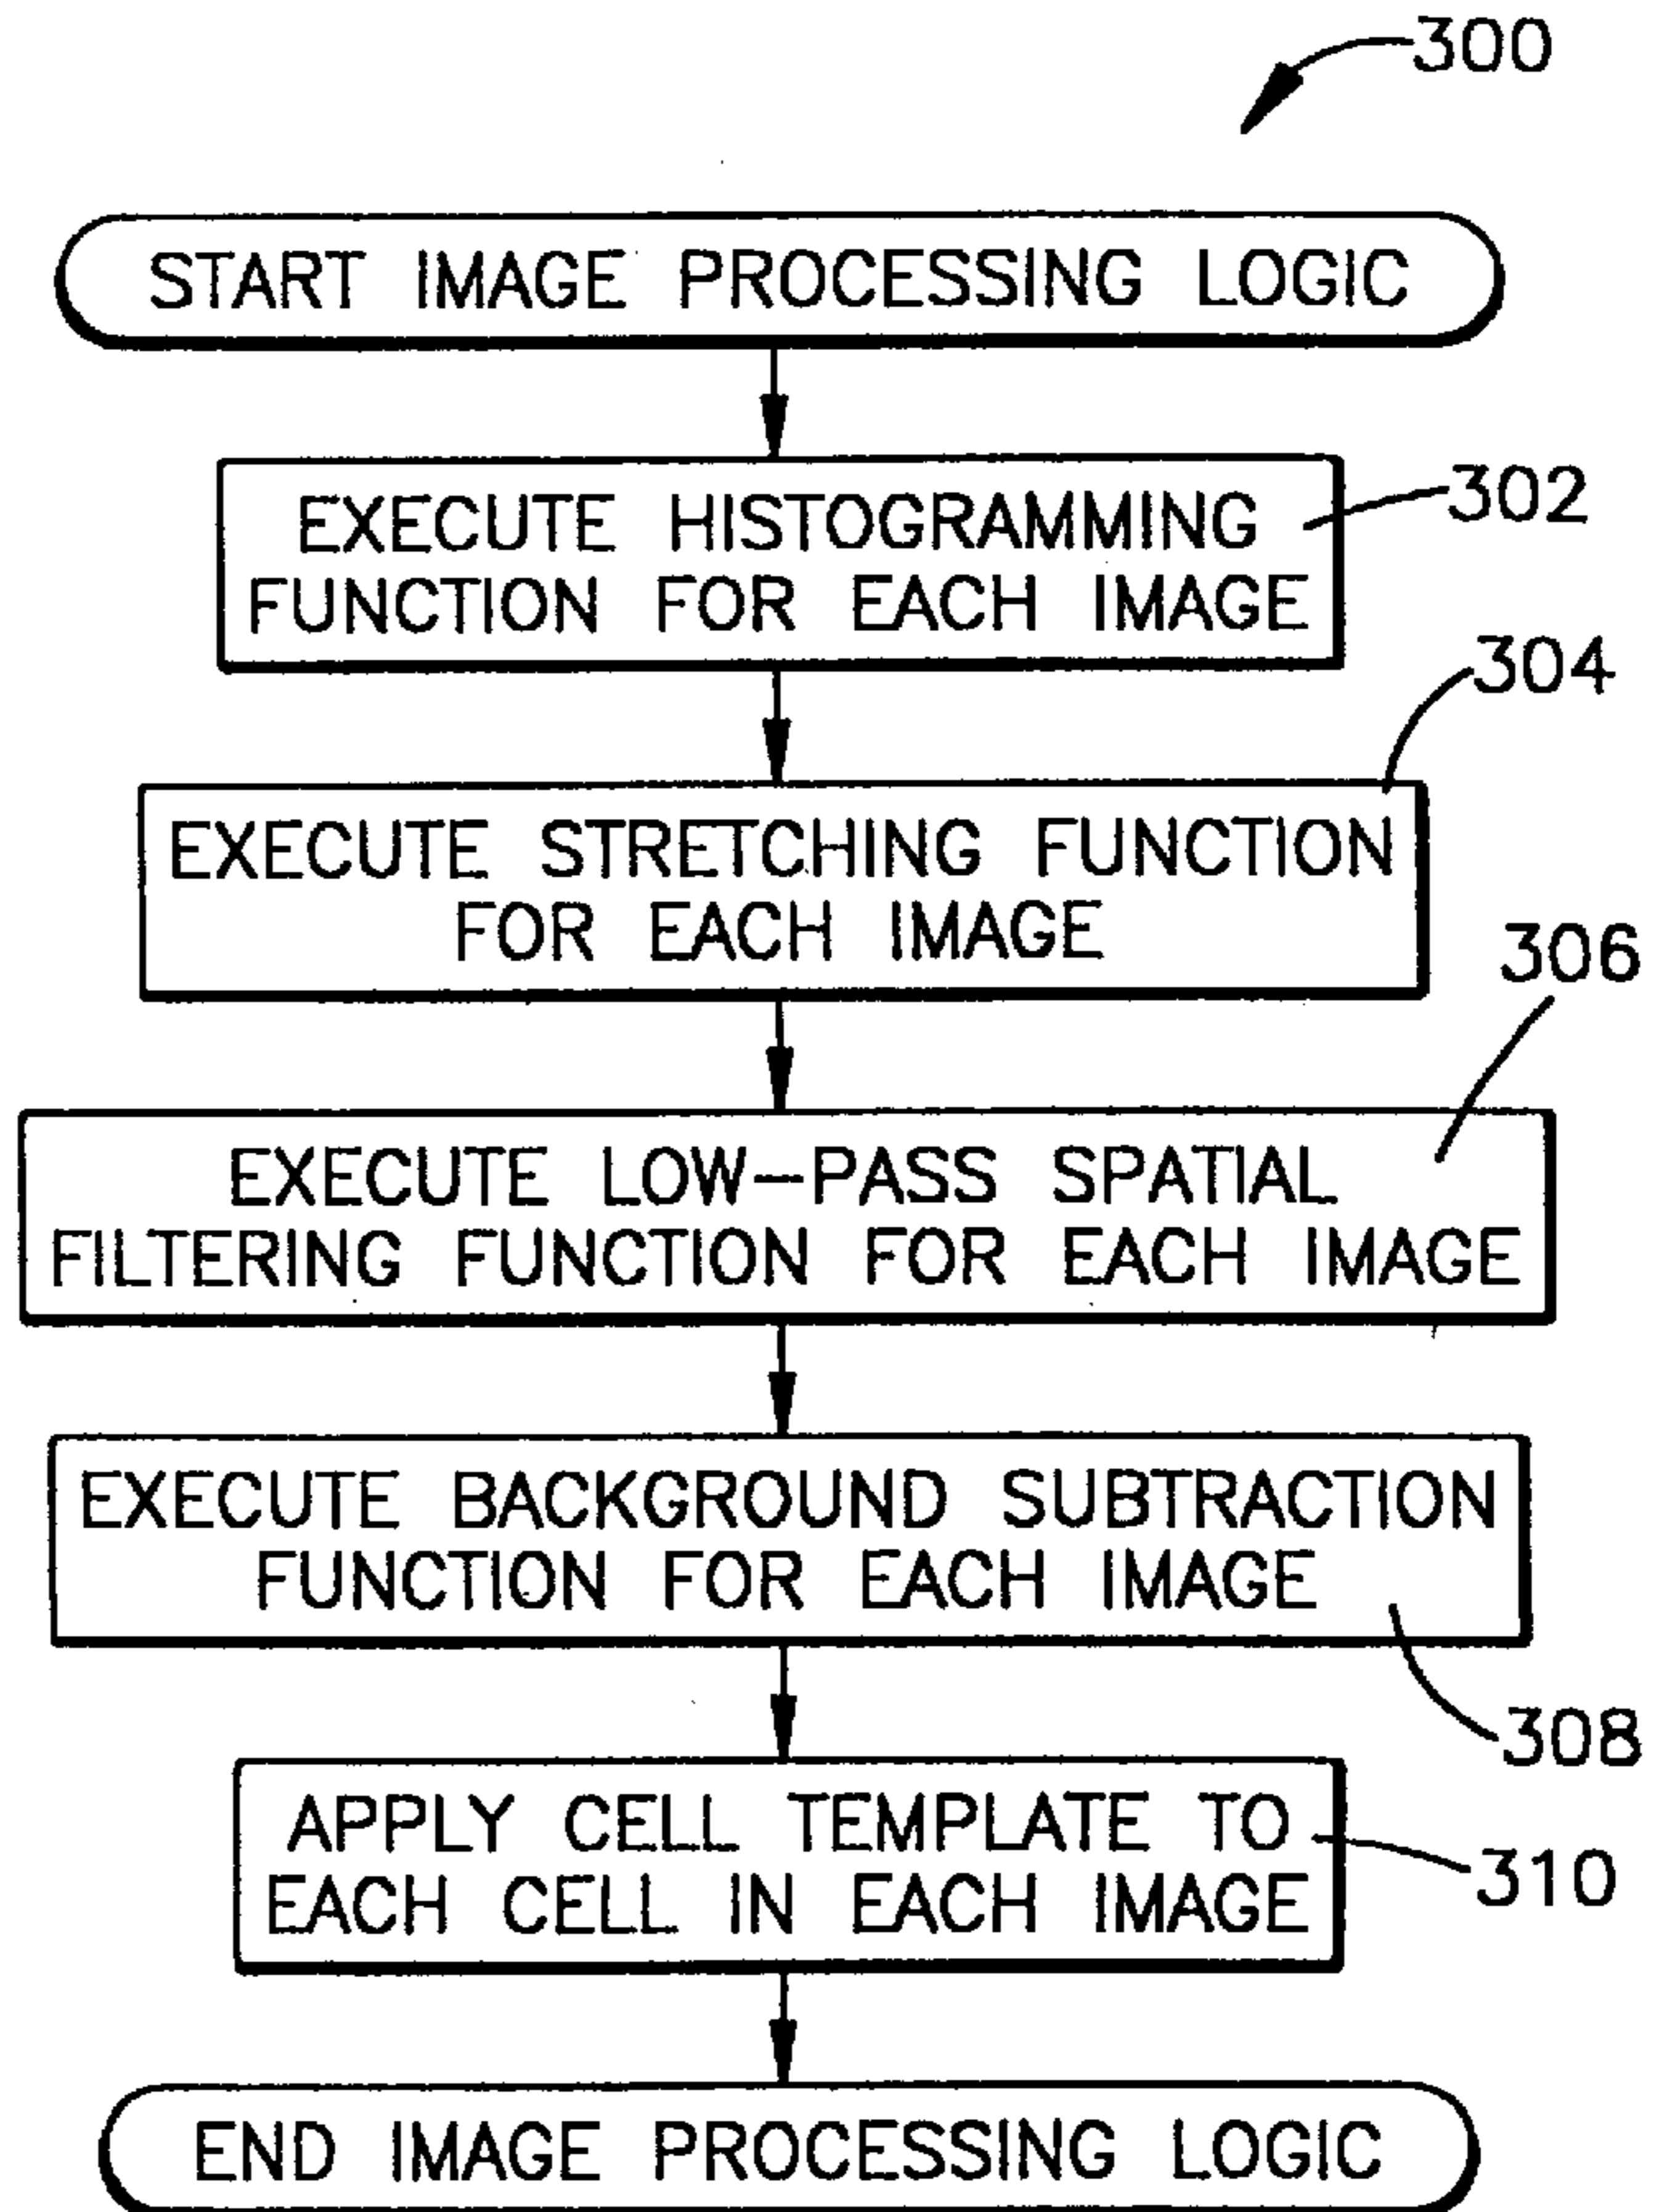 300
START IMAGE PROCESSING LOGIC
EXECUTE HISTOGRAMMING
FUNCTION FOR EACH IMAGE
302
304
EXECUTE STRETCHING FUNCTION
FOR EACH IMAGE
306
EXECUTE LOW-PASS SPATIAL
FILTERING FUNCTION FOR EACH IMAGE
EXECUTE BACKGROUND SUBTRACTION
FUNCTION FOR EACH IMAGE
308
APPLY CELL TEMPLATE TO
EACH CELL IN EACH IMAGE
310
END IMAGE PROCESSING LOGIC